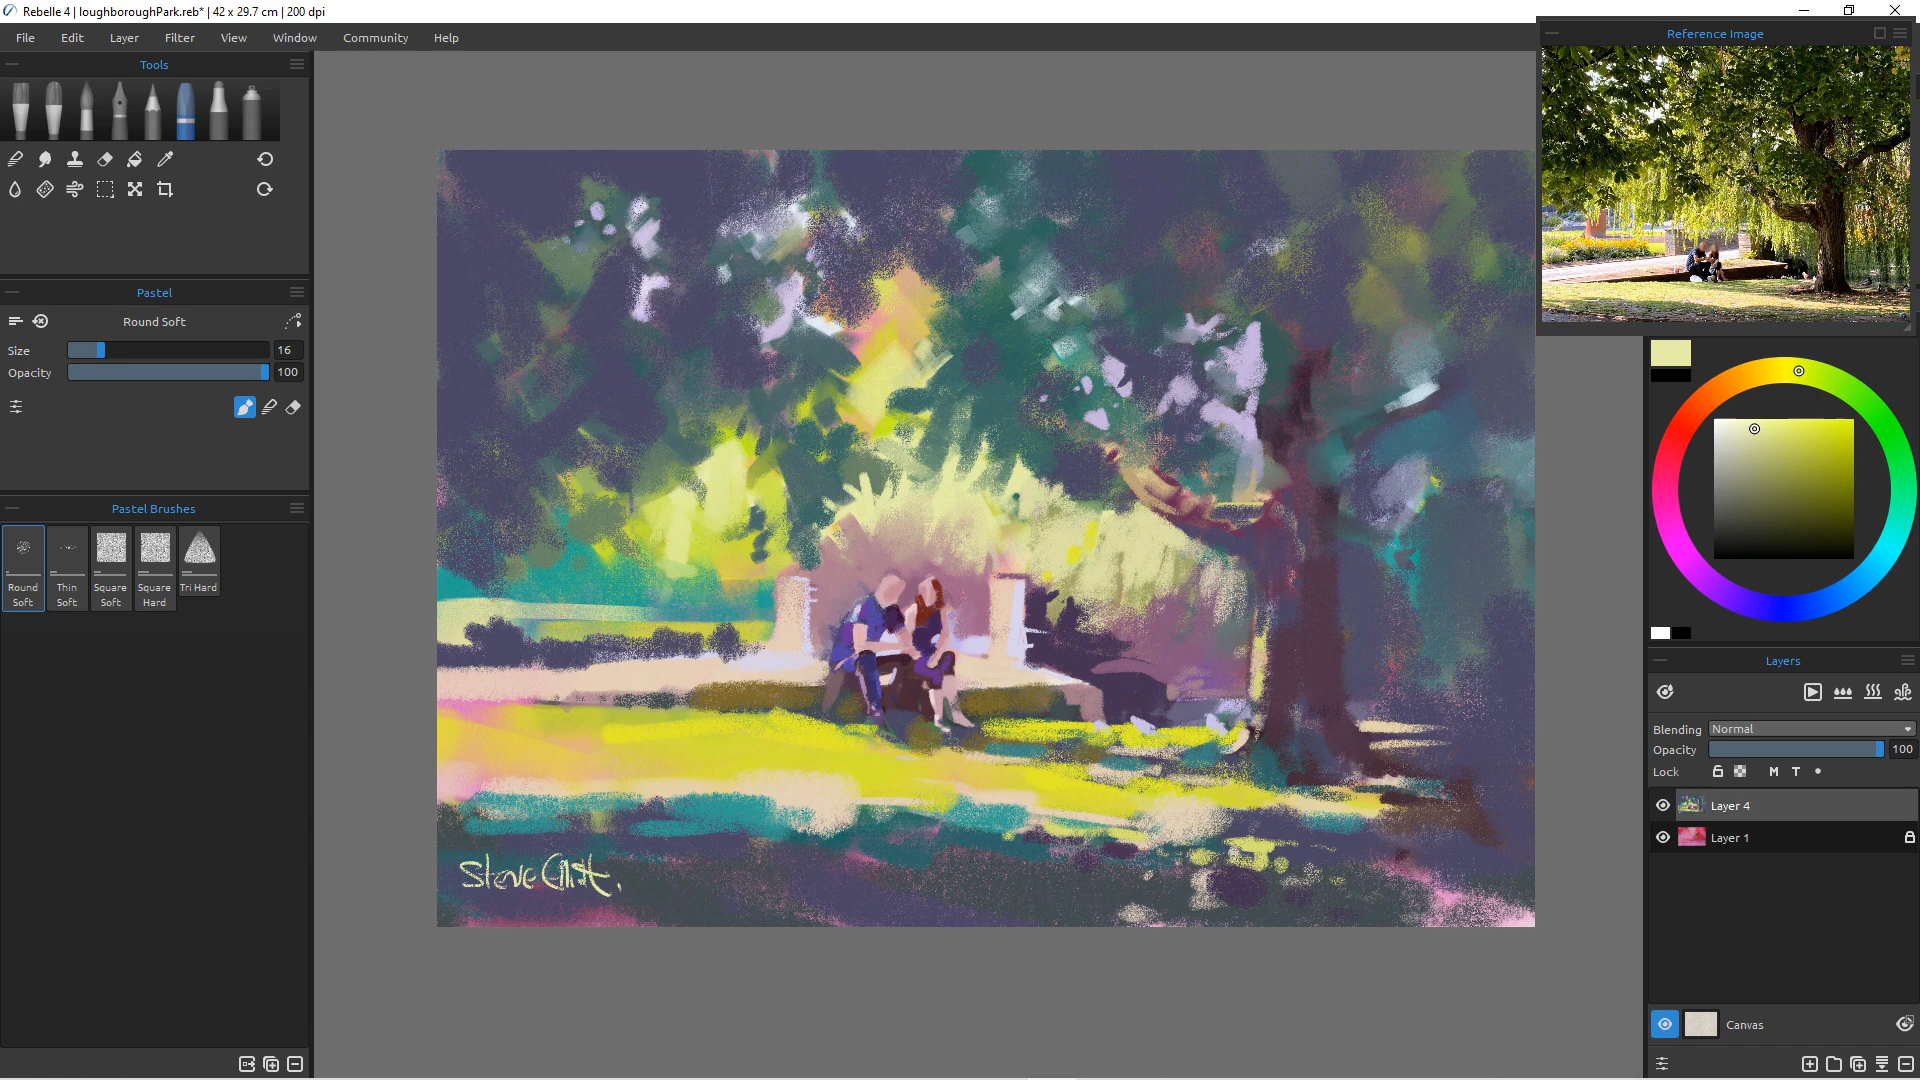 Rebelle 4 | loughboroughPark.reb* | 42 x 29.7 cm | 200 dpi
File Edit Layer Filter View Window Community Help
Tools
Pastel
Round Soft
Size 16
Opacity 100
Pastel Brushes
Round Soft
Thin Soft
Square Soft
Square Hard
Tri Hard
Steve
Reference Image
Layers
Blending Normal
Opacity 100
Lock M T
Layer 4
Layer 1
Canvas